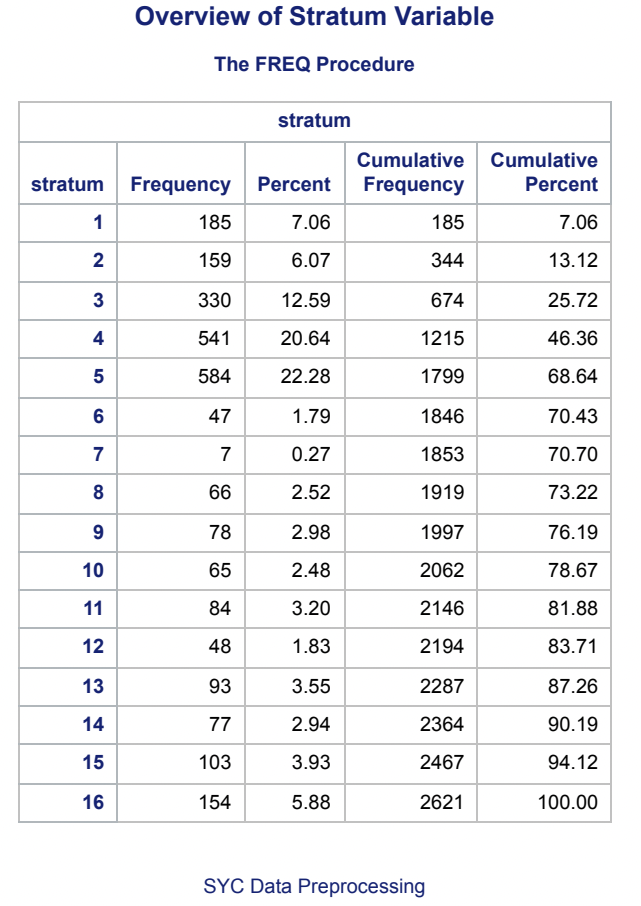 Overview of Stratum Variable
The FREQ Procedure
stratum
stratum Frequency Percent Cumulative Frequency Cumulative Percent
1 185 7.06 185 7.06
2 159 6.07 344 13.12
3 330 12.59 674 25.72
4 541 20.64 1215 46.36
5 584 22.28 1799 68.64
6 47 1.79 1846 70.43
7 7 0.27 1853 70.70
8 66 2.52 1919 73.22
9 78 2.98 1997 76.19
10 65 2.48 2062 78.67
11 84 3.20 2146 81.88
12 48 1.83 2194 83.71
13 93 3.55 2287 87.26
14 77 2.94 2364 90.19
15 103 3.93 2467 94.12
16 154 5.88 2621 100.00
SYC Data Preprocessing